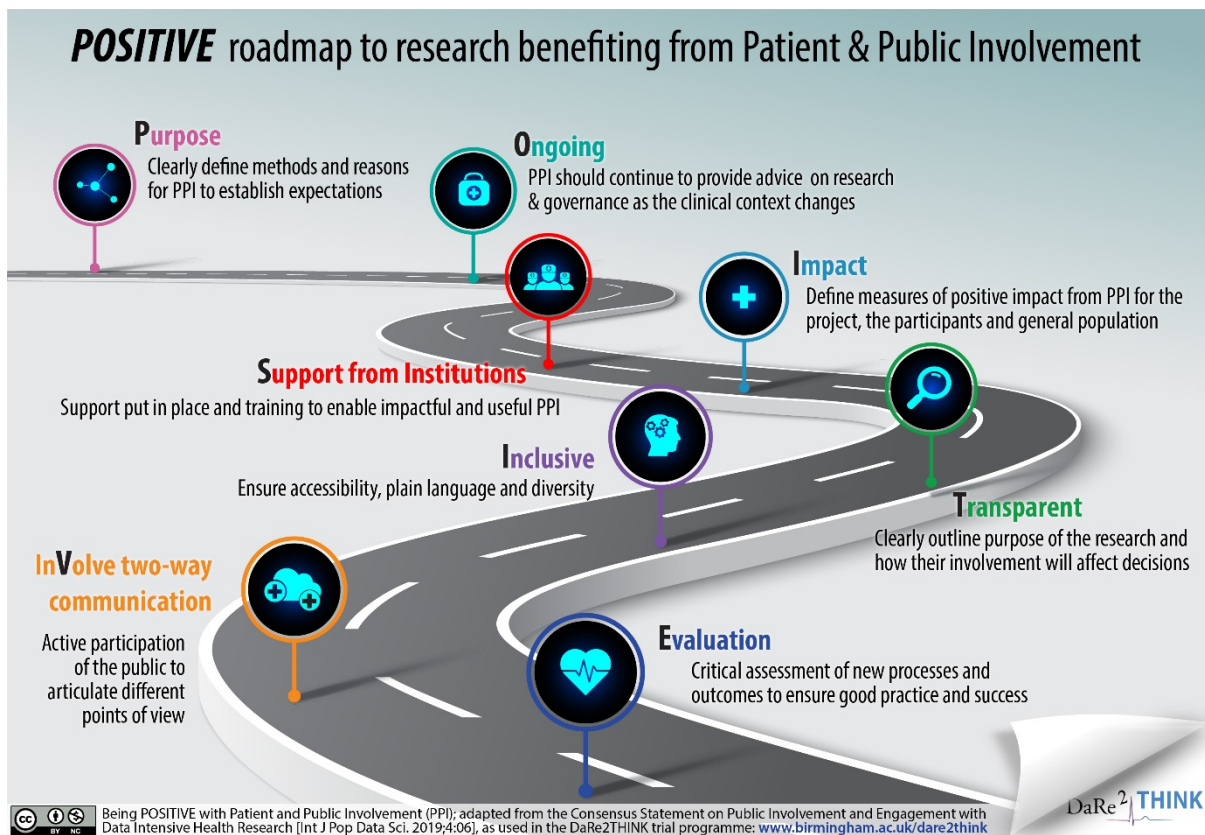 POSITIVE roadmap to research benefiting from Patient & Public Involvement
Purpose
Clearly define methods and reasons
for PPI to establish expectations
Ongoing
PPI should continue to provide advice on research
& governance as the clinical context changes
Support from Institutions
Support put in place and training to enable impactful and useful PPI
Impact
Define measures of positive impact from PPI for the
project, the participants and general population
Transparent
Clearly outline purpose of the research and
how their involvement will affect decisions
Inclusive
Ensure accessibility, plain language and diversity
InVolve two-way
communication
Active participation
of the public to
articulate different
points of view
Evaluation
Critical assessment of new processes and
outcomes to ensure good practice and success
DaRe2 THINK
cc BY NC
Being POSITIVE with Patient and Public Involvement (PPI); adapted from the Consensus Statement on Public Involvement and Engagement with
Data Intensive Health Research [Int J Pop Data Sci. 2019;4:06], as used in the DaRe2THINK trial programme: www.birmingham.ac.uk/dare2think